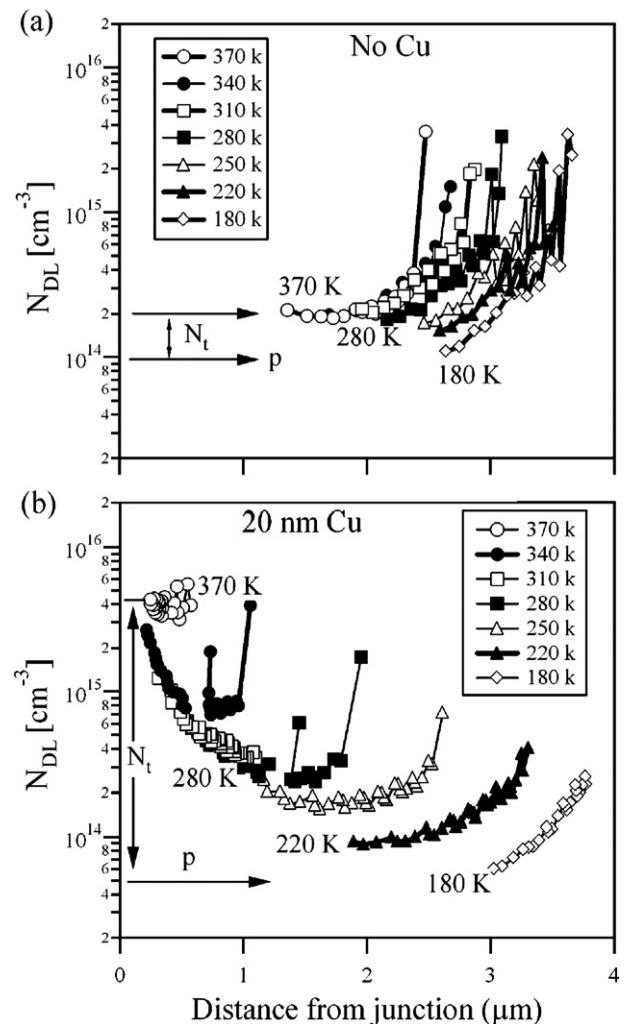 (a)
No Cu
370 k
340 k
310 k
280 k
250 k
220 k
180 k
2
10^16
8
6
4
2
10^15
8
6
4
2
10^14
8
6
4
2
N_DL [cm^-3]
370 K
280 K
180 K
N_t
p
(b)
20 nm Cu
370 k
340 k
310 k
280 k
250 k
220 k
180 k
2
10^16
8
6
4
2
10^15
8
6
4
2
10^14
8
6
4
2
N_DL [cm^-3]
370 K
280 K
220 K
180 K
N_t
p
0 1 2 3 4
Distance from junction (μm)